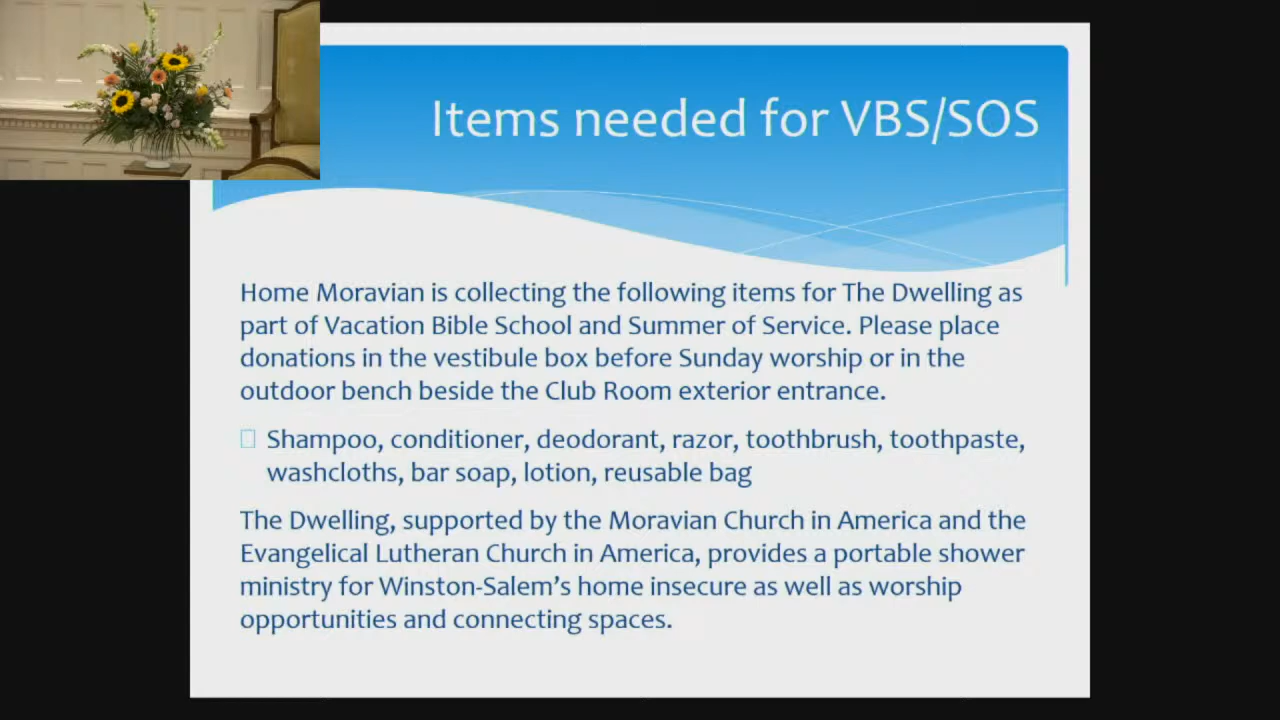 Items needed for VBS/SOS
Home Moravian is collecting the following items for The Dwelling as
part of Vacation Bible School and Summer of Service. Please place
donations in the vestibule box before Sunday worship or in the
outdoor bench beside the Club Room exterior entrance.
Shampoo, conditioner, deodorant, razor, toothbrush, toothpaste,
washcloths, bar soap, lotion, reusable bag
The Dwelling, supported by the Moravian Church in America and the
Evangelical Lutheran Church in America, provides a portable shower
ministry for Winston-Salem’s home insecure as well as worship
opportunities and connecting spaces.